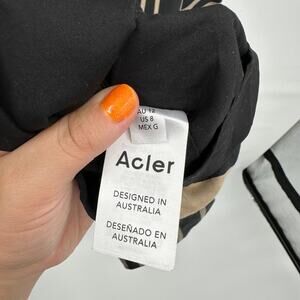 AU 12
US 8
MEX G
Acler
DESIGNED IN
AUSTRALIA
DESEÑADO EN
AUSTRALIA